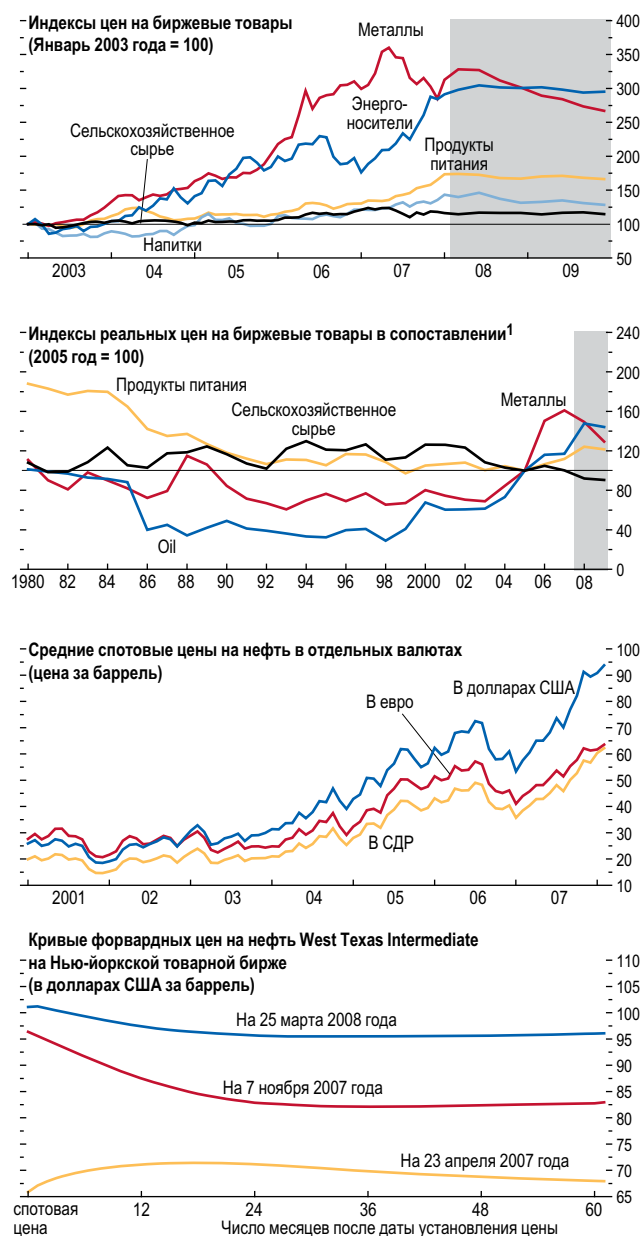 Индексы цен на биржевые товары
(Январь 2003 года = 100)
400
350
300
250
200
150
100
50
Металлы
Энерго-
носители
Сельскохозяйственное
сырье
Продукты
питания
Напитки
2003 04 05 06 07 08 09
Индексы реальных цен на биржевые товары в сопоставлении1
(2005 год = 100)
240
200
160
120
80
40
0
Продукты питания
Металлы
Сельскохозяйственное
сырье
Oil
1980 82 84 86 88 90 92 94 96 98 2000 02 04 06 08
Средние спотовые цены на нефть в отдельных валютах
(цена за баррель)
100
90
80
70
60
50
40
30
20
10
В долларах США
В евро
В СДР
2001 02 03 04 05 06 07
Кривые форвардных цен на нефть West Texas Intermediate
на Нью-йоркской товарной бирже
(в долларах США за баррель)
110
105
100
95
90
85
80
75
70
65
На 25 марта 2008 года
На 7 ноября 2007 года
На 23 апреля 2007 года
спотовая
цена
12 24 36 48 60
Число месяцев после даты установления цены